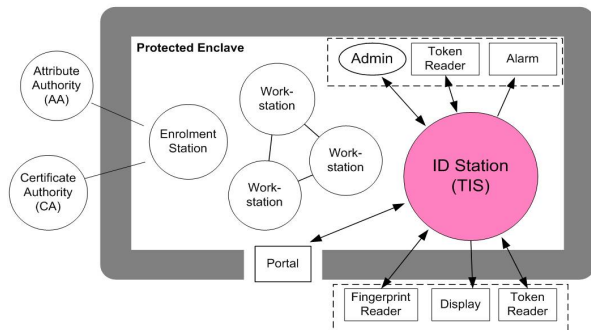 Protected Enclave
Attribute
Authority
(AA)
Certificate
Authority
(CA)
Enrolment
Station
Work-
station
Work-
station
Work-
station
Admin
Token
Reader
Alarm
ID Station
(TIS)
Portal
Fingerprint
Reader
Display
Token
Reader